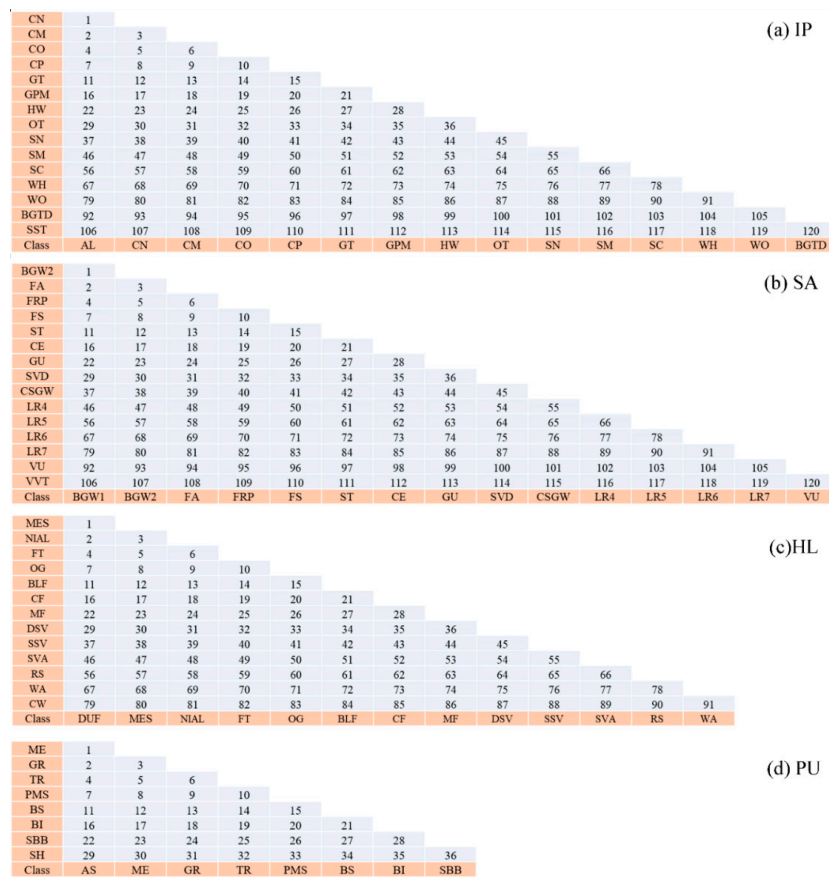 CN 1
(a) IP
CM 2 3
CO 4 5 6
CP 7 8 9 10
GT 11 12 13 14 15
GPM 16 17 18 19 20 21
HW 22 23 24 25 26 27 28
OT 29 30 31 32 33 34 35 36
SN 37 38 39 40 41 42 43 44 45
SM 46 47 48 49 50 51 52 53 54 55
SC 56 57 58 59 60 61 62 63 64 65 66
WH 67 68 69 70 71 72 73 74 75 76 77 78
WO 79 80 81 82 83 84 85 86 87 88 89 90 91
BGTD 92 93 94 95 96 97 98 99 100 101 102 103 104 105
SST 106 107 108 109 110 111 112 113 114 115 116 117 118 119 120
Class AL CN CM CO CP GT GPM HW OT SN SM SC WH WO BGTD
BGW2 1
(b) SA
FA 2 3
FRP 4 5 6
FS 7 8 9 10
ST 11 12 13 14 15
CE 16 17 18 19 20 21
GU 22 23 24 25 26 27 28
SVD 29 30 31 32 33 34 35 36
CSGW 37 38 39 40 41 42 43 44 45
LR4 46 47 48 49 50 51 52 53 54 55
LR5 56 57 58 59 60 61 62 63 64 65 66
LR6 67 68 69 70 71 72 73 74 75 76 77 78
LR7 79 80 81 82 83 84 85 86 87 88 89 90 91
VU 92 93 94 95 96 97 98 99 100 101 102 103 104 105
VVT 106 107 108 109 110 111 112 113 114 115 116 117 118 119 120
Class BGW1 BGW2 FA FRP FS ST CE GU SVD CSGW LR4 LR5 LR6 LR7 VU
MES 1
NIAL 2 3
(c)HL
FT 4 5 6
OG 7 8 9 10
BLF 11 12 13 14 15
CF 16 17 18 19 20 21
MF 22 23 24 25 26 27 28
DSV 29 30 31 32 33 34 35 36
SSV 37 38 39 40 41 42 43 44 45
SVA 46 47 48 49 50 51 52 53 54 55
RS 56 57 58 59 60 61 62 63 64 65 66
WA 67 68 69 70 71 72 73 74 75 76 77 78
CW 79 80 81 82 83 84 85 86 87 88 89 90 91
Class DUF MES NIAL FT OG BLF CF MF DSV SSV SVA RS WA
ME 1
GR 2 3
(d) PU
TR 4 5 6
PMS 7 8 9 10
BS 11 12 13 14 15
BI 16 17 18 19 20 21
SBB 22 23 24 25 26 27 28
SH 29 30 31 32 33 34 35 36
Class AS ME GR TR PMS BS BI SBB